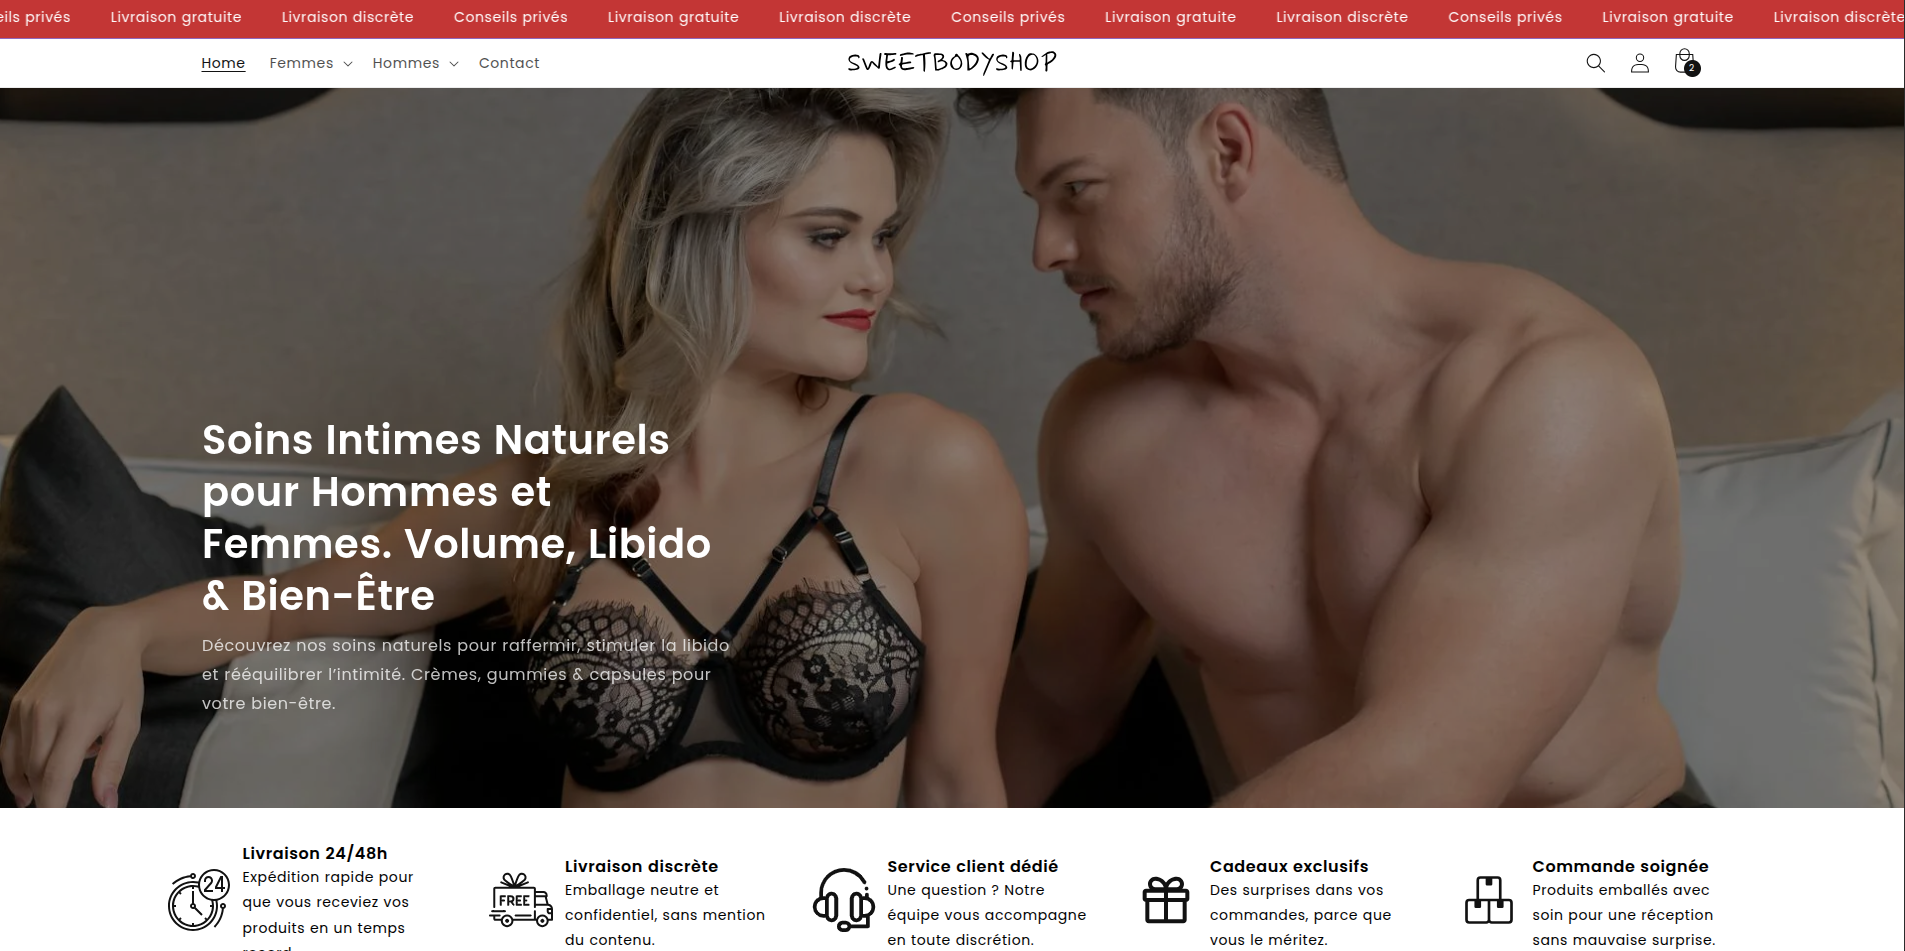 eils privés Livraison gratuite Livraison discrète Conseils privés Livraison gratuite Livraison discrète Conseils privés Livraison gratuite Livraison discrète Conseils privés Livraison gratuite Livraison discrète
Home Femmes Hommes Contact SWEETBODYSHOP 2
Soins Intimes Naturels
pour Hommes et
Femmes. Volume, Libido
& Bien-Être
Découvrez nos soins naturels pour raffermir, stimuler la libido
et rééquilibrer l’intimité. Crèmes, gummies & capsules pour
votre bien-être.
24
Livraison 24/48h
Expédition rapide pour
que vous receviez vos
produits en un temps
record.
FREE
Livraison discrète
Emballage neutre et
confidentiel, sans mention
du contenu.
Service client dédié
Une question ? Notre
équipe vous accompagne
en toute discrétion.
Cadeaux exclusifs
Des surprises dans vos
commandes, parce que
vous le méritez.
Commande soignée
Produits emballés avec
soin pour une réception
sans mauvaise surprise.